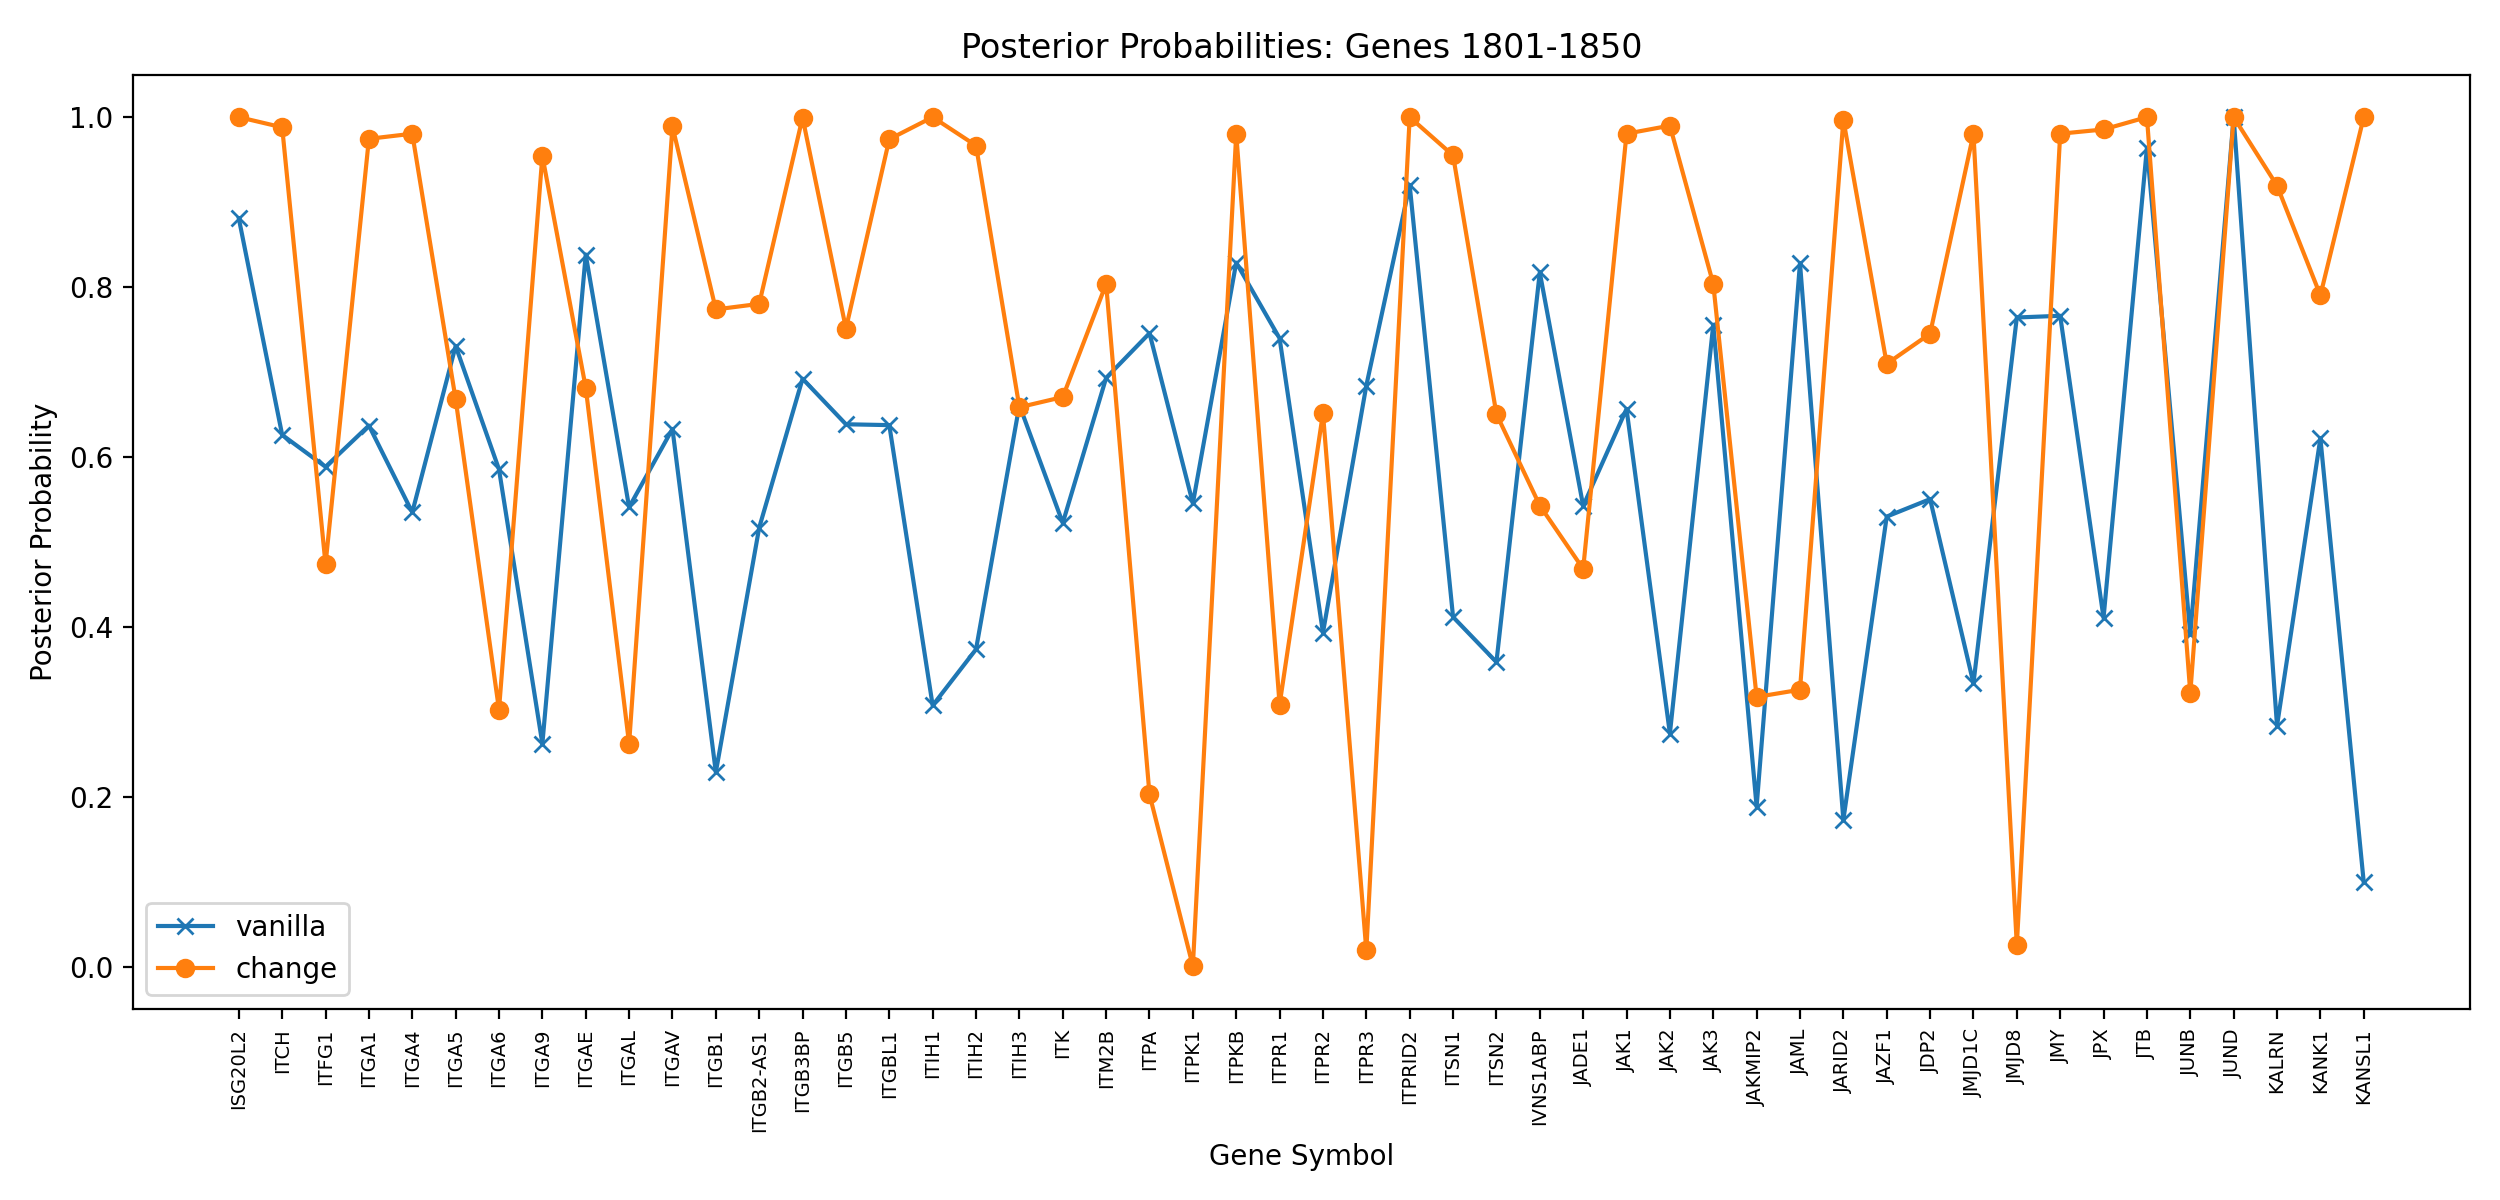 Posterior Probabilities: Genes 1801-1850
Posterior Probability
1.0
0.8
0.6
0.4
0.2
0.0
vanilla
change
ISG20L2
ITCH
ITFG1
ITGA1
ITGA4
ITGA5
ITGA6
ITGA9
ITGAE
ITGAL
ITGAV
ITGB1
ITGB2-AS1
ITGB3BP
ITGB5
ITGBL1
ITIH1
ITIH2
ITIH3
ITK
ITM2B
ITPA
ITPK1
ITPKB
ITPR1
ITPR2
ITPR3
ITPRID2
ITSN1
ITSN2
IVNS1ABP
JADE1
JAK1
JAK2
JAK3
JAKMIP2
JAML
JARID2
JAZF1
JDP2
JMJD1C
JMJD8
JMY
JPX
JTB
JUNB
JUND
KALRN
KANK1
KANSL1
Gene Symbol